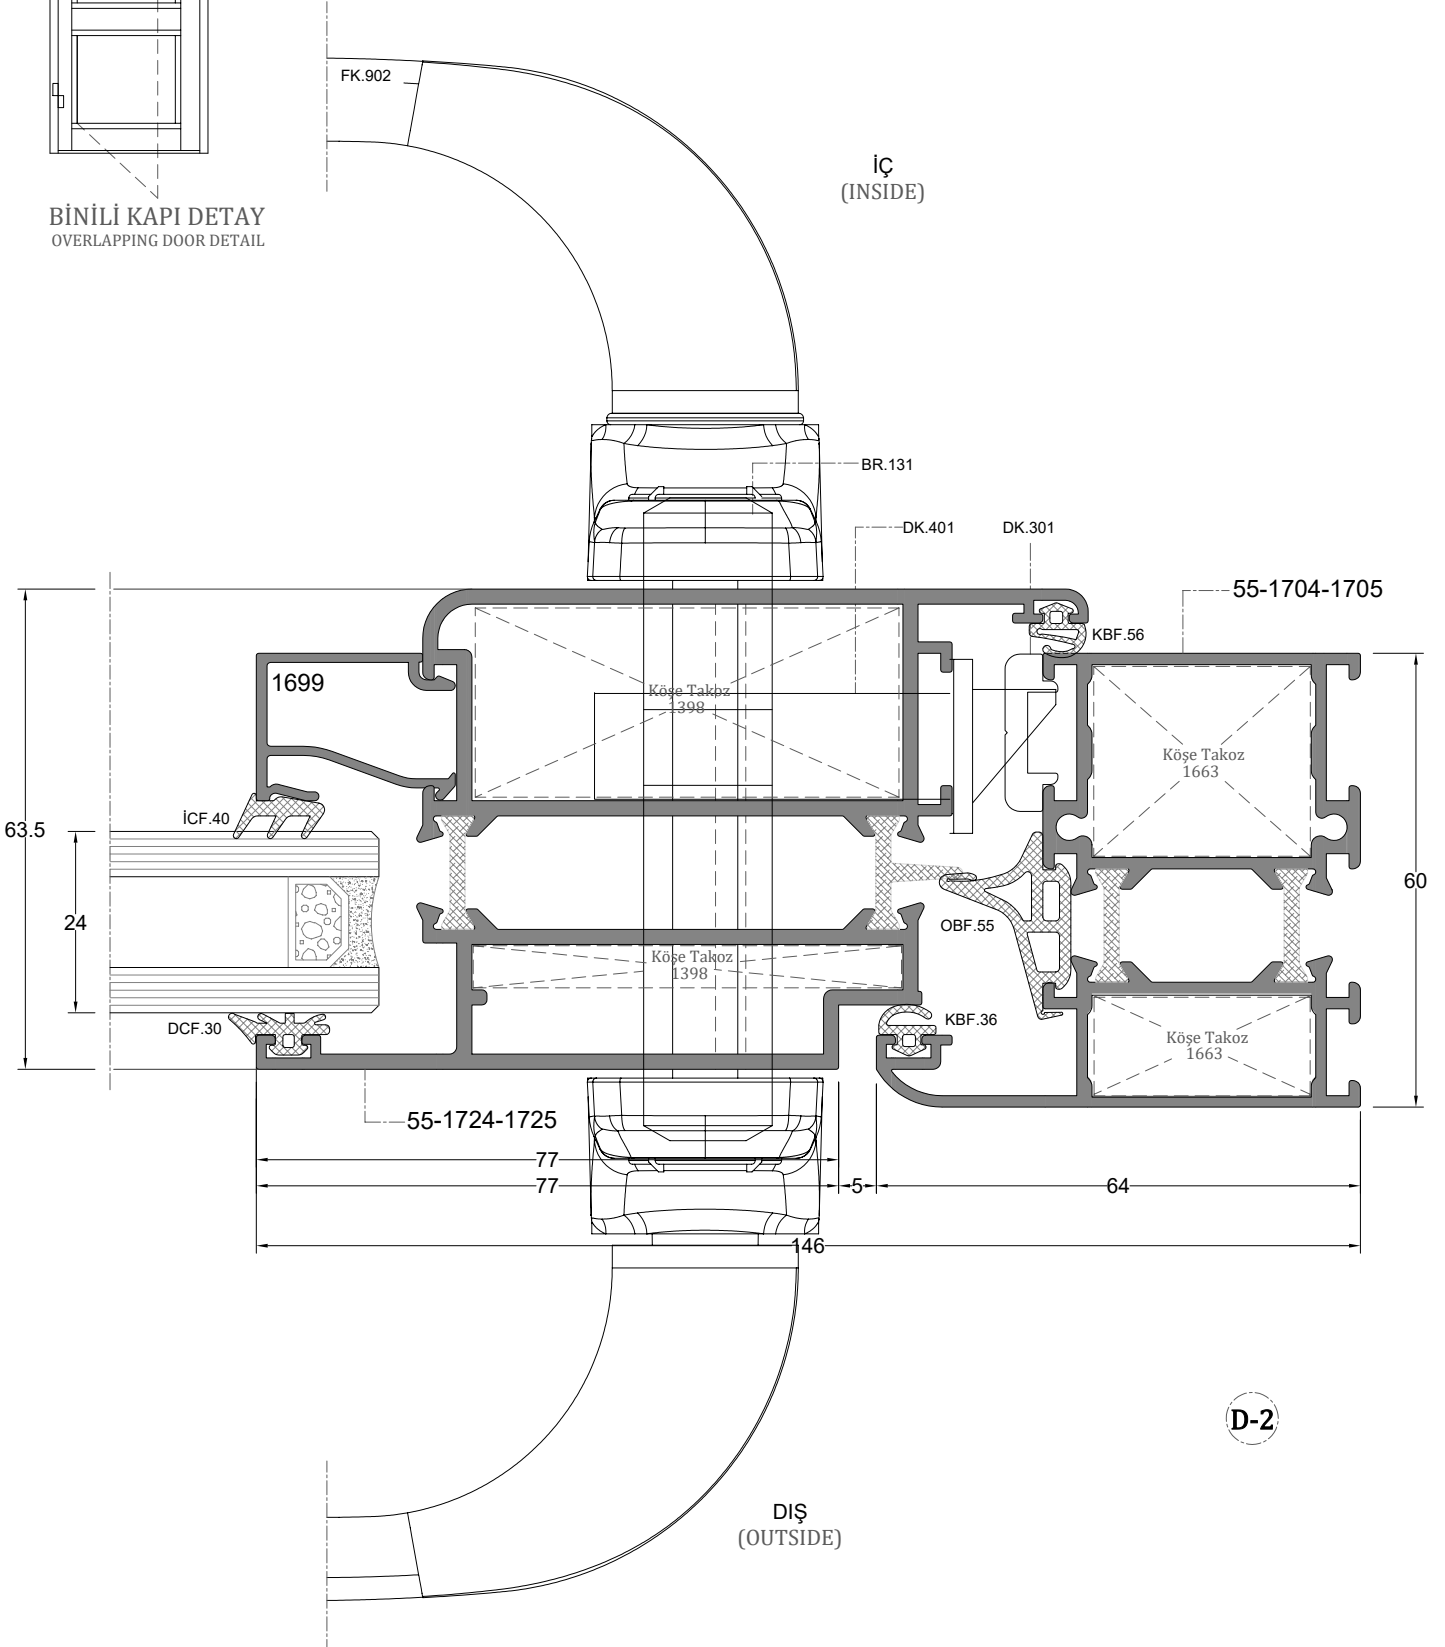 FK.902
İÇ
(INSIDE)
BİNİLİ KAPI DETAY
OVERLAPPING DOOR DETAIL
BR.131
DK.401
DK.301
55-1704-1705
KBF.56
1699
Köşe Takoz
1398
Köşe Takoz
1663
İCF.40
63.5
60
24
OBF.55
Köşe Takoz
1398
DCF.30
KBF.36
Köşe Takoz
1663
55-1724-1725
77
77
5
64
146
D-2
DIŞ
(OUTSIDE)